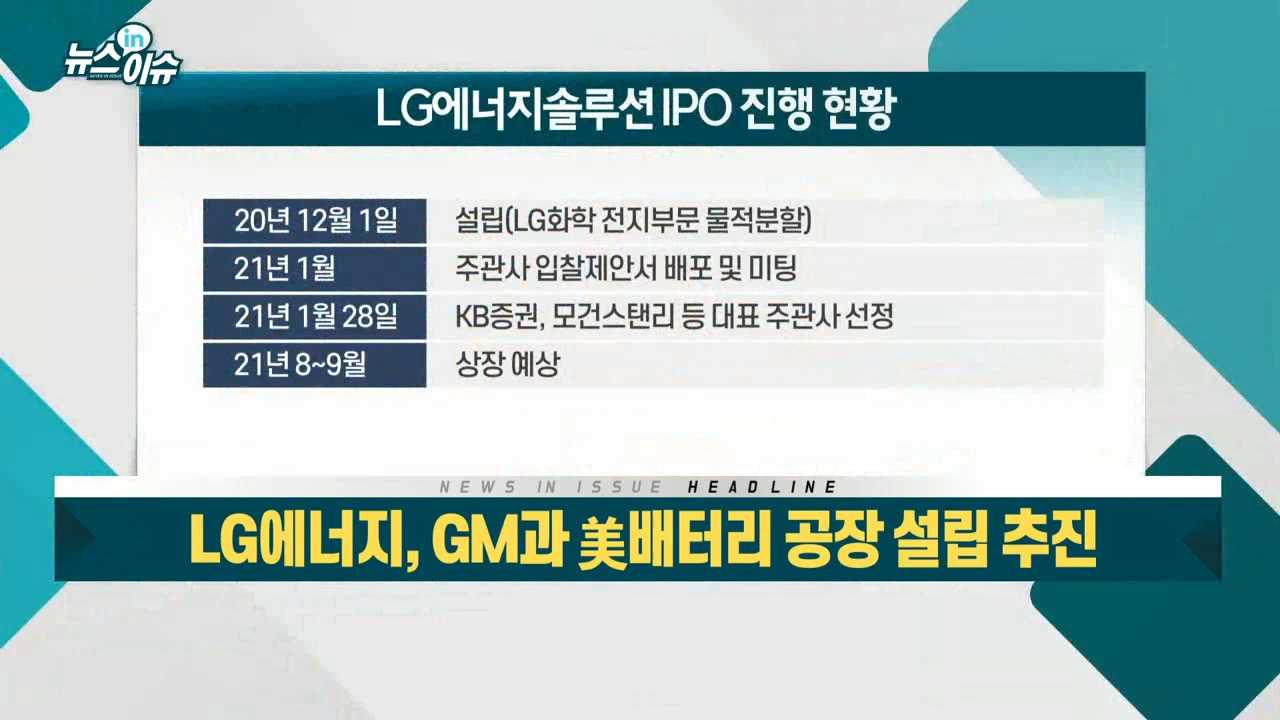 뉴스 in 이슈
NEWS IN ISSUE
LG에너지솔루션 IPO 진행 현황
20년 12월 1일 설립(LG화학 전지부문 물적분할)
21년 1월 주관사 입찰제안서 배포 및 미팅
21년 1월 28일 KB증권, 모건스탠리 등 대표 주관사 선정
21년 8~9월 상장 예상
NEWS IN ISSUE HEADLINE
LG에너지, GM과 美배터리 공장 설립 추진